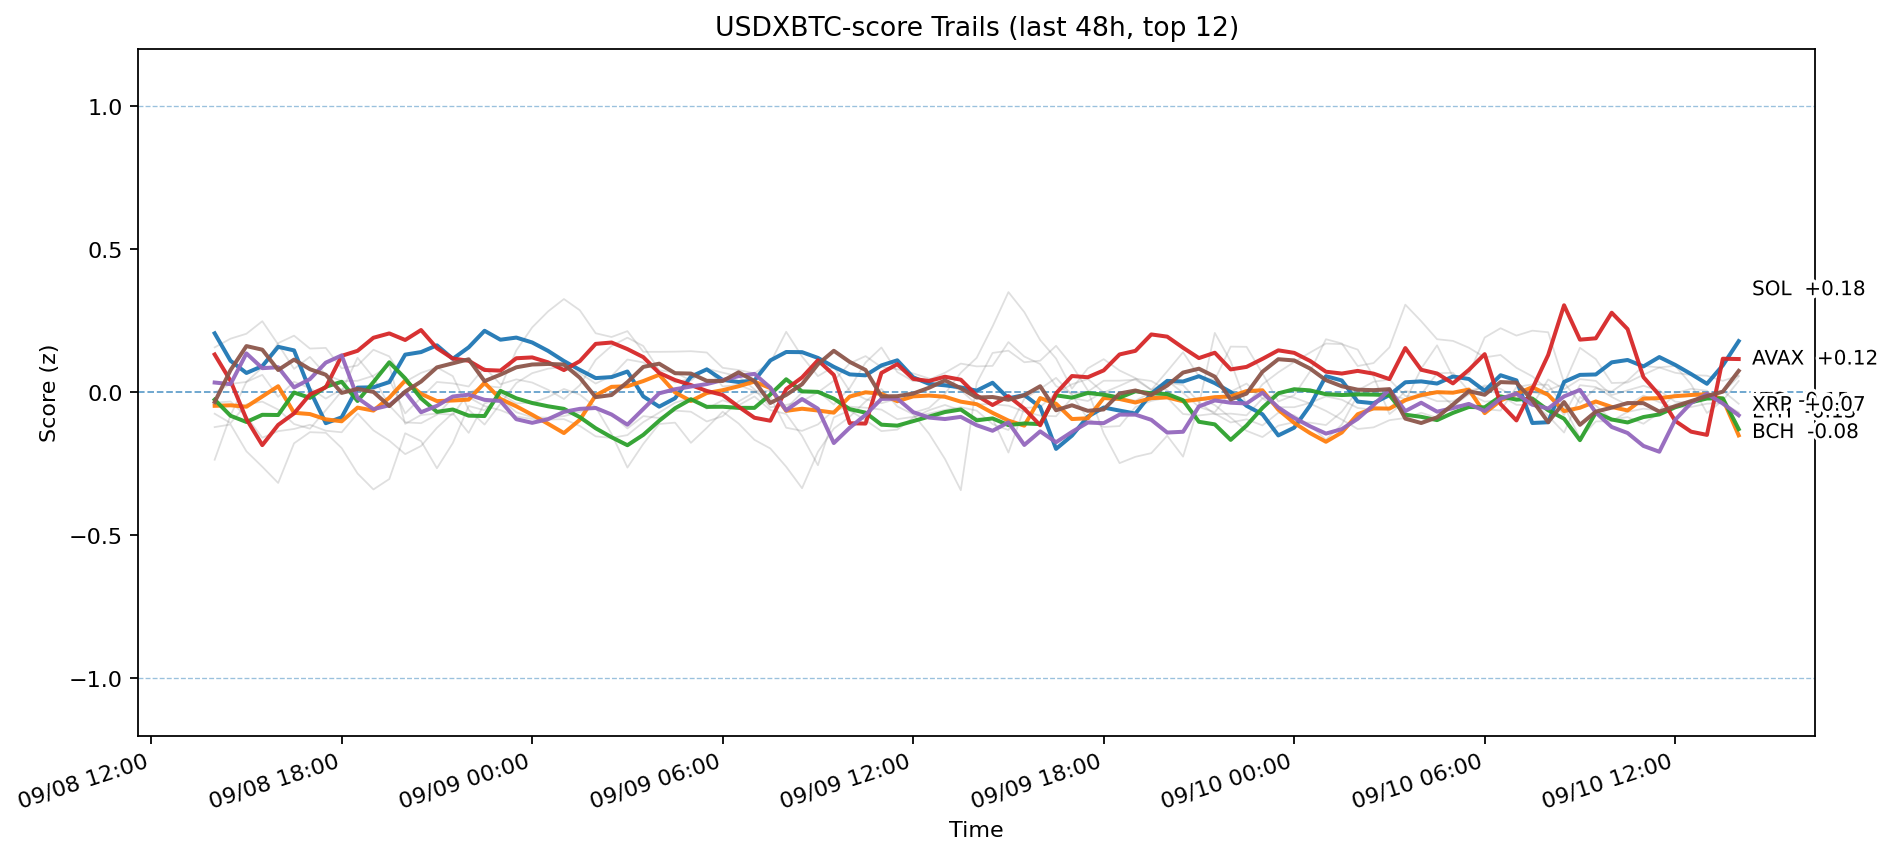 USDXBTC-score Trails (last 48h, top 12)
Score (z)
1.0
0.5
0.0
−0.5
−1.0
SOL +0.18
AVAX +0.12
XRP +0.07
BCH -0.08
09/08 12:00
09/08 18:00
09/09 00:00
09/09 06:00
09/09 12:00
09/09 18:00
09/10 00:00
09/10 06:00
09/10 12:00
Time